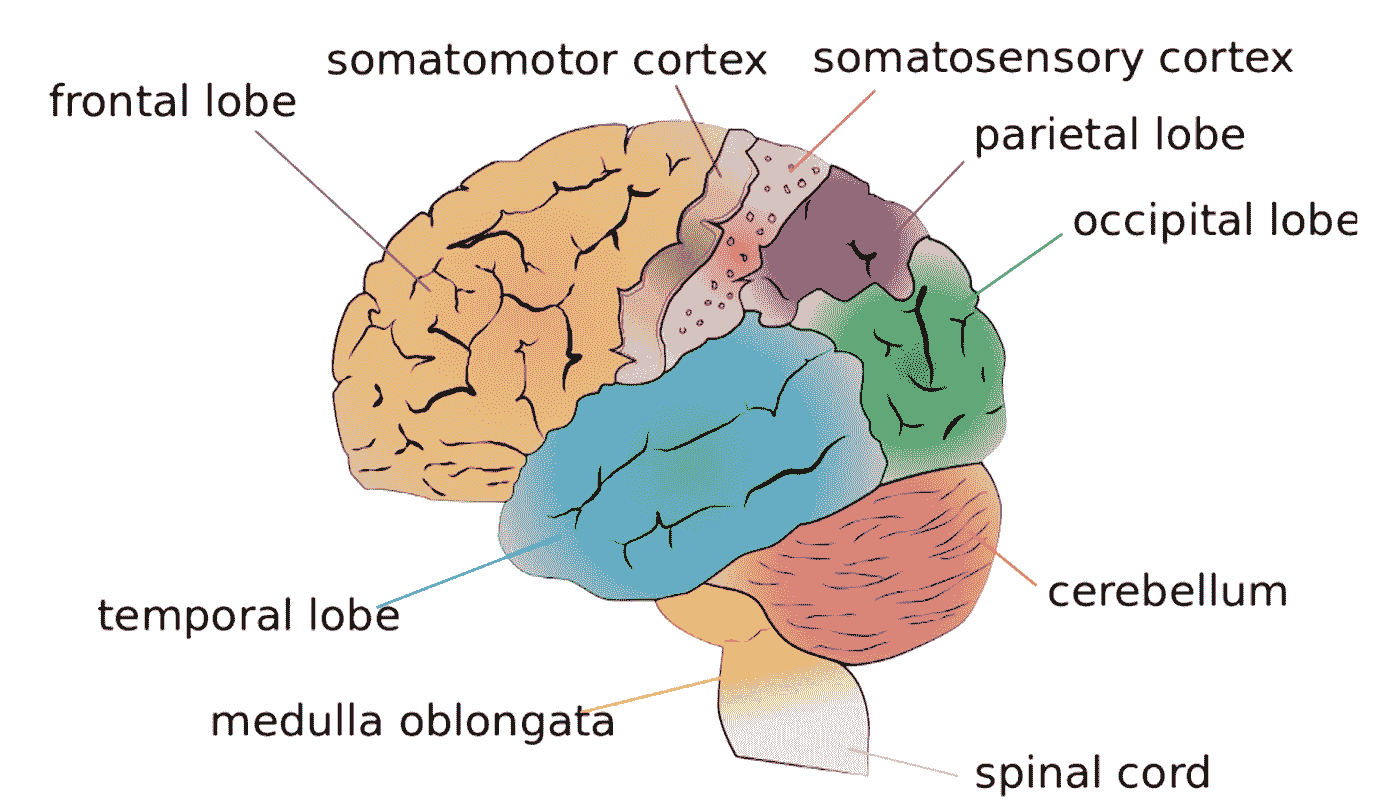 somatomotor cortex
somatosensory cortex
frontal lobe
parietal lobe
occipital lobe
temporal lobe
cerebellum
medulla oblongata
spinal cord